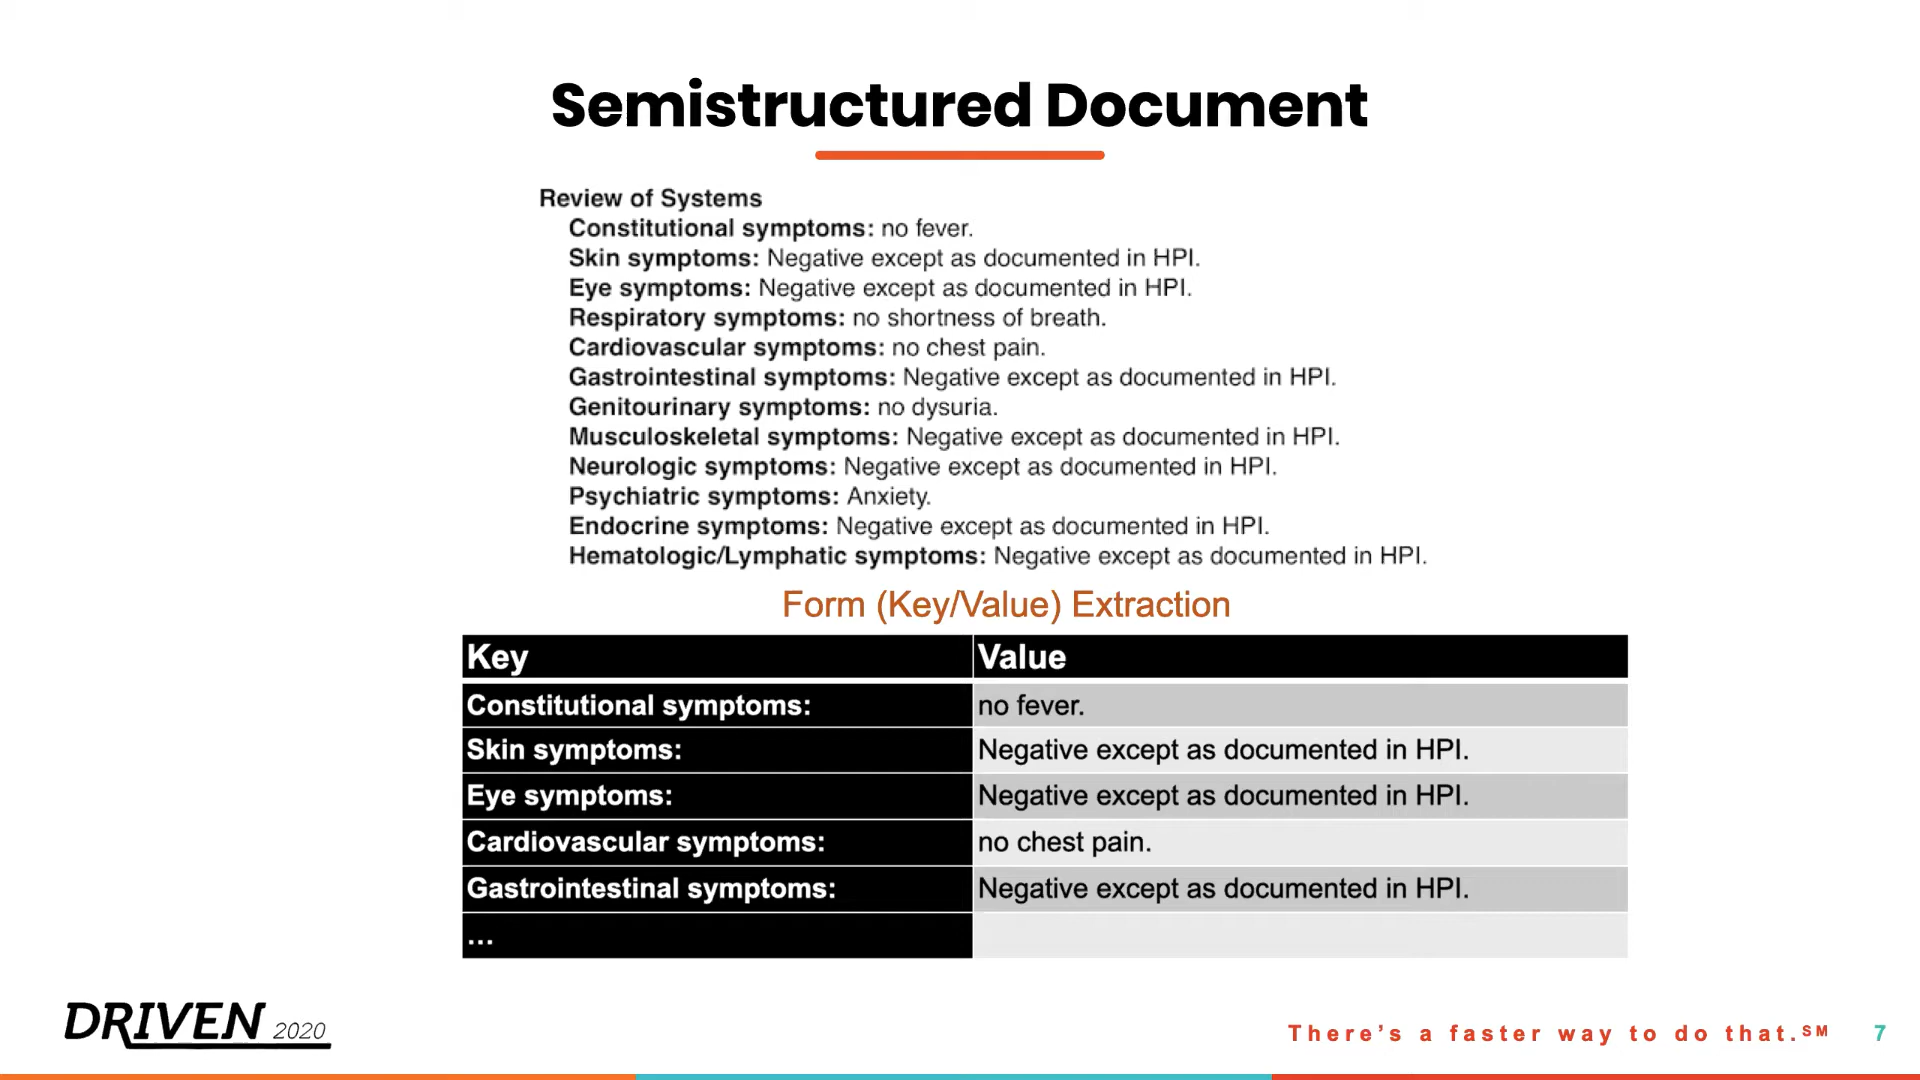 Semistructured Document
Review of Systems
Constitutional symptoms: no fever.
Skin symptoms: Negative except as documented in HPI.
Eye symptoms: Negative except as documented in HPI.
Respiratory symptoms: no shortness of breath.
Cardiovascular symptoms: no chest pain.
Gastrointestinal symptoms: Negative except as documented in HPI.
Genitourinary symptoms: no dysuria.
Musculoskeletal symptoms: Negative except as documented in HPI.
Neurologic symptoms: Negative except as documented in HPI.
Psychiatric symptoms: Anxiety.
Endocrine symptoms: Negative except as documented in HPI.
Hematologic/Lymphatic symptoms: Negative except as documented in HPI.
Form (Key/Value) Extraction
Key Value
Constitutional symptoms: no fever.
Skin symptoms: Negative except as documented in HPI.
Eye symptoms: Negative except as documented in HPI.
Cardiovascular symptoms: no chest pain.
Gastrointestinal symptoms: Negative except as documented in HPI.
...
DRIVEN 2020
There's a faster way to do that.℠ 7